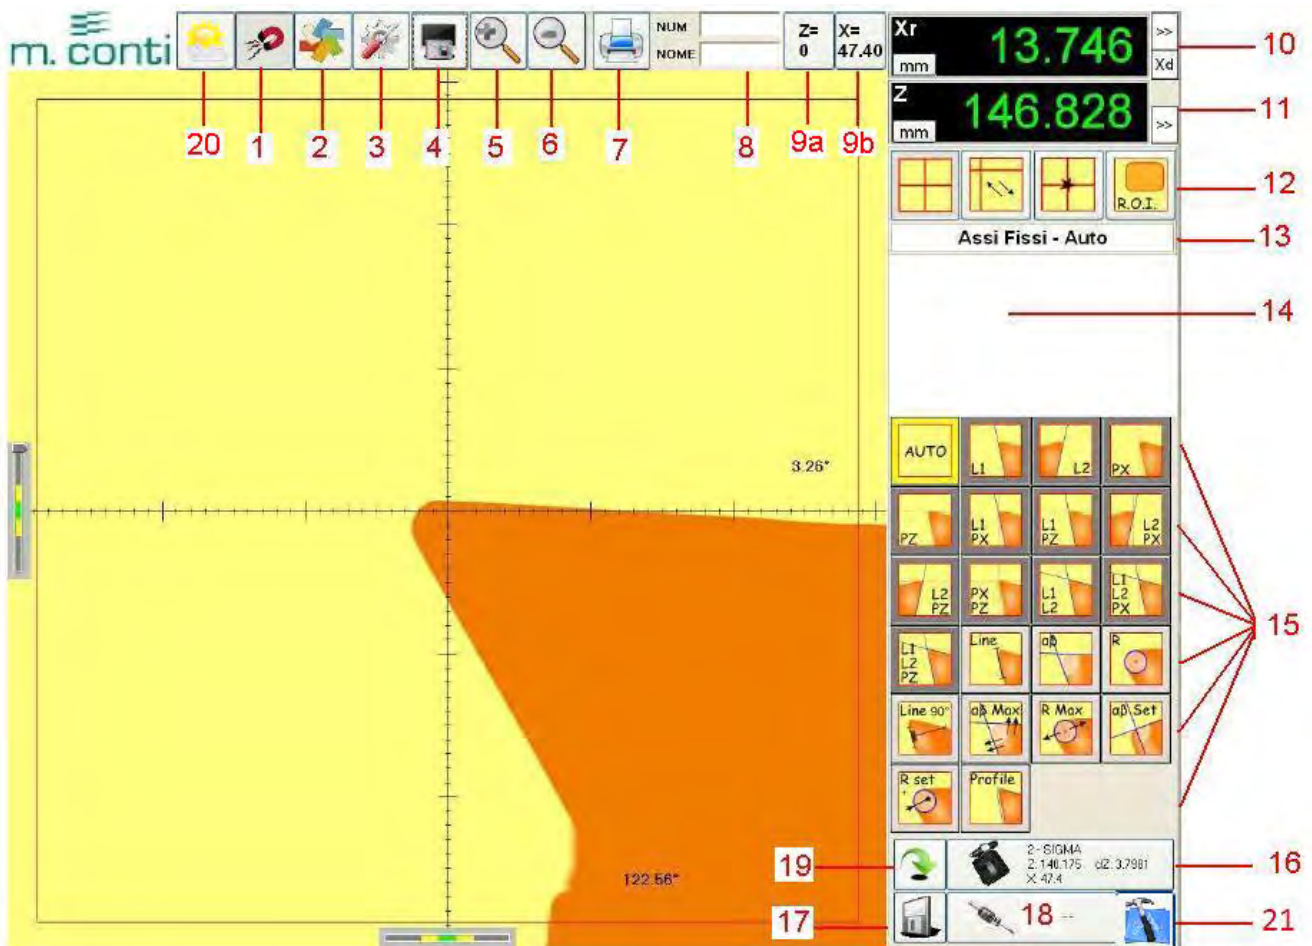 m. conti
NUM
NOME
Z=
0
X=
47.40
Xr
mm
13.746
>>
Xd
10
Z
mm
146.828
>>
11
20
1
2
3
4
5
6
7
8
9a
9b
R.O.I.
12
Assi Fissi - Auto
13
14
3.26°
AUTO
L1
L2
PX
PZ
L1
PX
L1
PZ
L2
PX
L2
PZ
PX
PZ
L1
L2
L1
L2
PX
15
L1
L2
PZ
Line
αβ
R
Line 90°
αβ Max
R Max
αβ Set
R set
Profile
122.56°
19
2 - SIGMA
Z: 140.175 dZ: 3.7981
X: 47.4
16
17
18 --
21